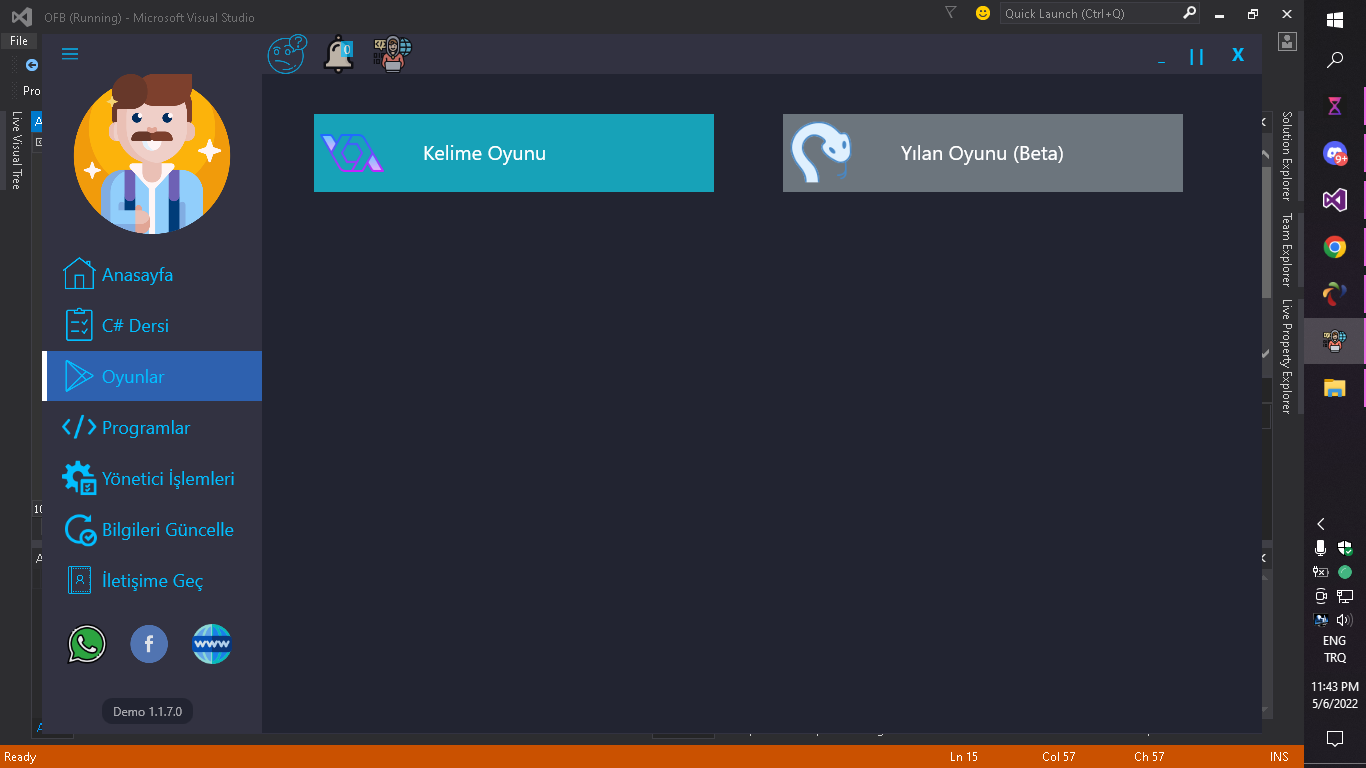 OFB (Running) - Microsoft Visual Studio
Quick Launch (Ctrl+Q)
File
Pro
Live Visual Tree
0
_
||
X
Kelime Oyunu
Yılan Oyunu (Beta)
Anasayfa
C# Dersi
Oyunlar
Programlar
Yönetici İşlemleri
Bilgileri Güncelle
İletişime Geç
f
WWW
Demo 1.1.7.0
Solution Explorer
Team Explorer
Live Property Explorer
9+
ENG
TRQ
11:43 PM
5/6/2022
Ready
Ln 15
Col 57
Ch 57
INS